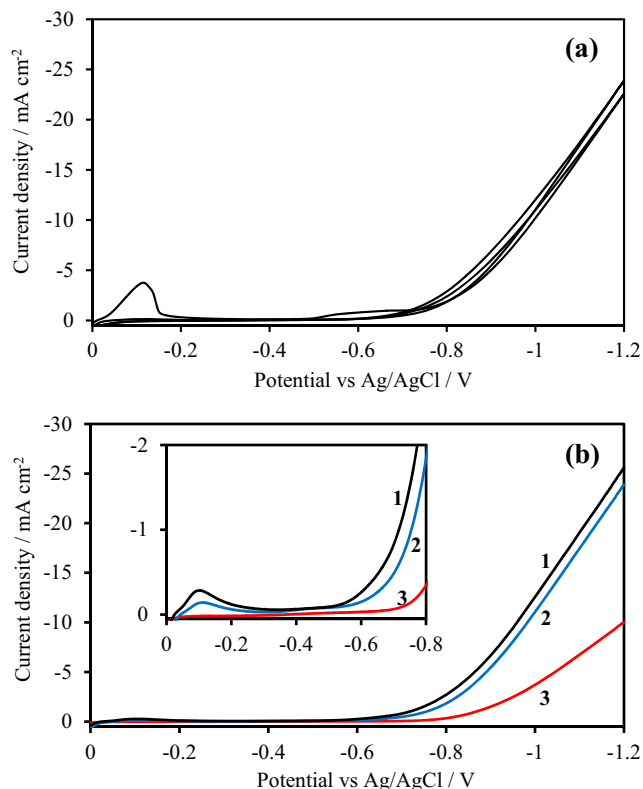 (a)
-30
-25
-20
-15
-10
-5
0
0 -0.2 -0.4 -0.6 -0.8 -1 -1.2
Current density / mA cm-2
Potential vs Ag/AgCl / V
(b)
-30
-25
-20
-15
-10
-5
0
0 -0.2 -0.4 -0.6 -0.8 -1 -1.2
Current density / mA cm-2
Potential vs Ag/AgCl / V
1
2
3
-2
-1
0
0 -0.2 -0.4 -0.6 -0.8
1
2
3